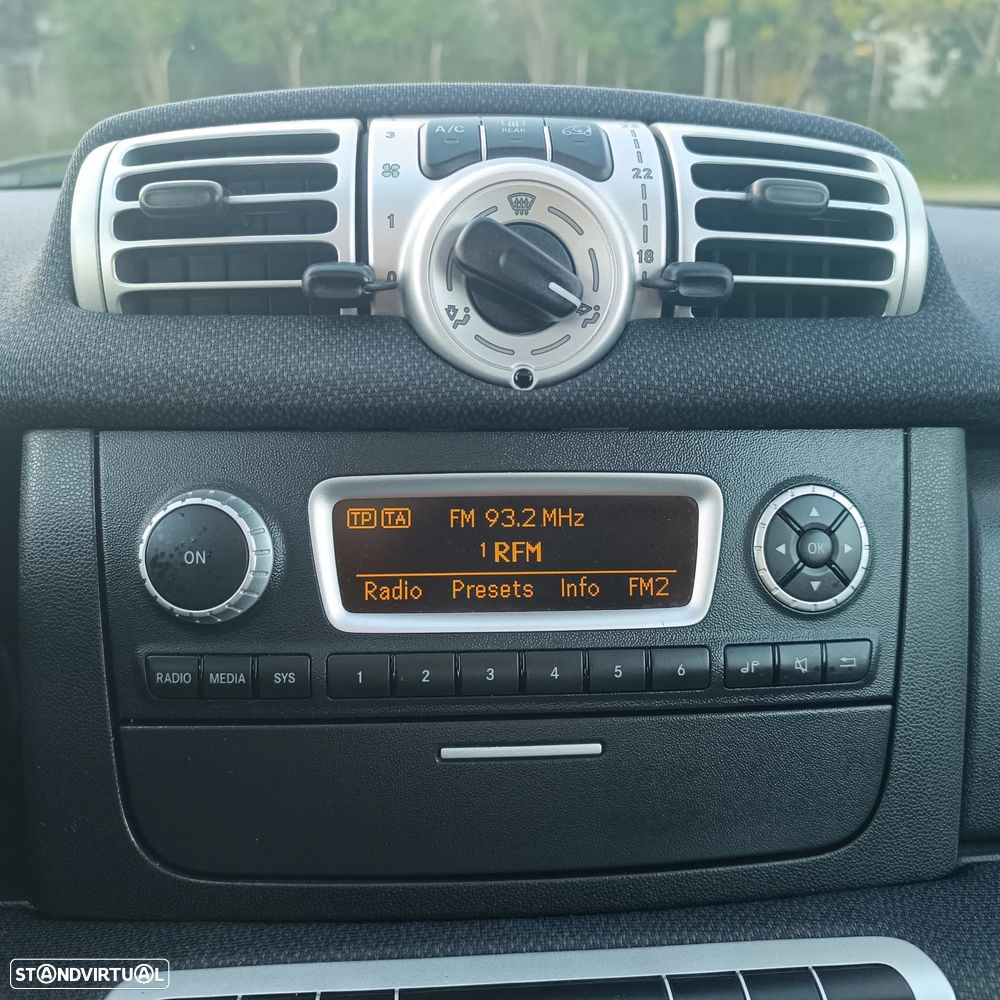 3 A/C REAR 24
22
1
18
0
TP TA FM 93.2 MHz
1 RFM
Radio Presets Info FM2
ON
OK
RADIO MEDIA SYS 1 2 3 4 5 6
STANDVIRTUAL